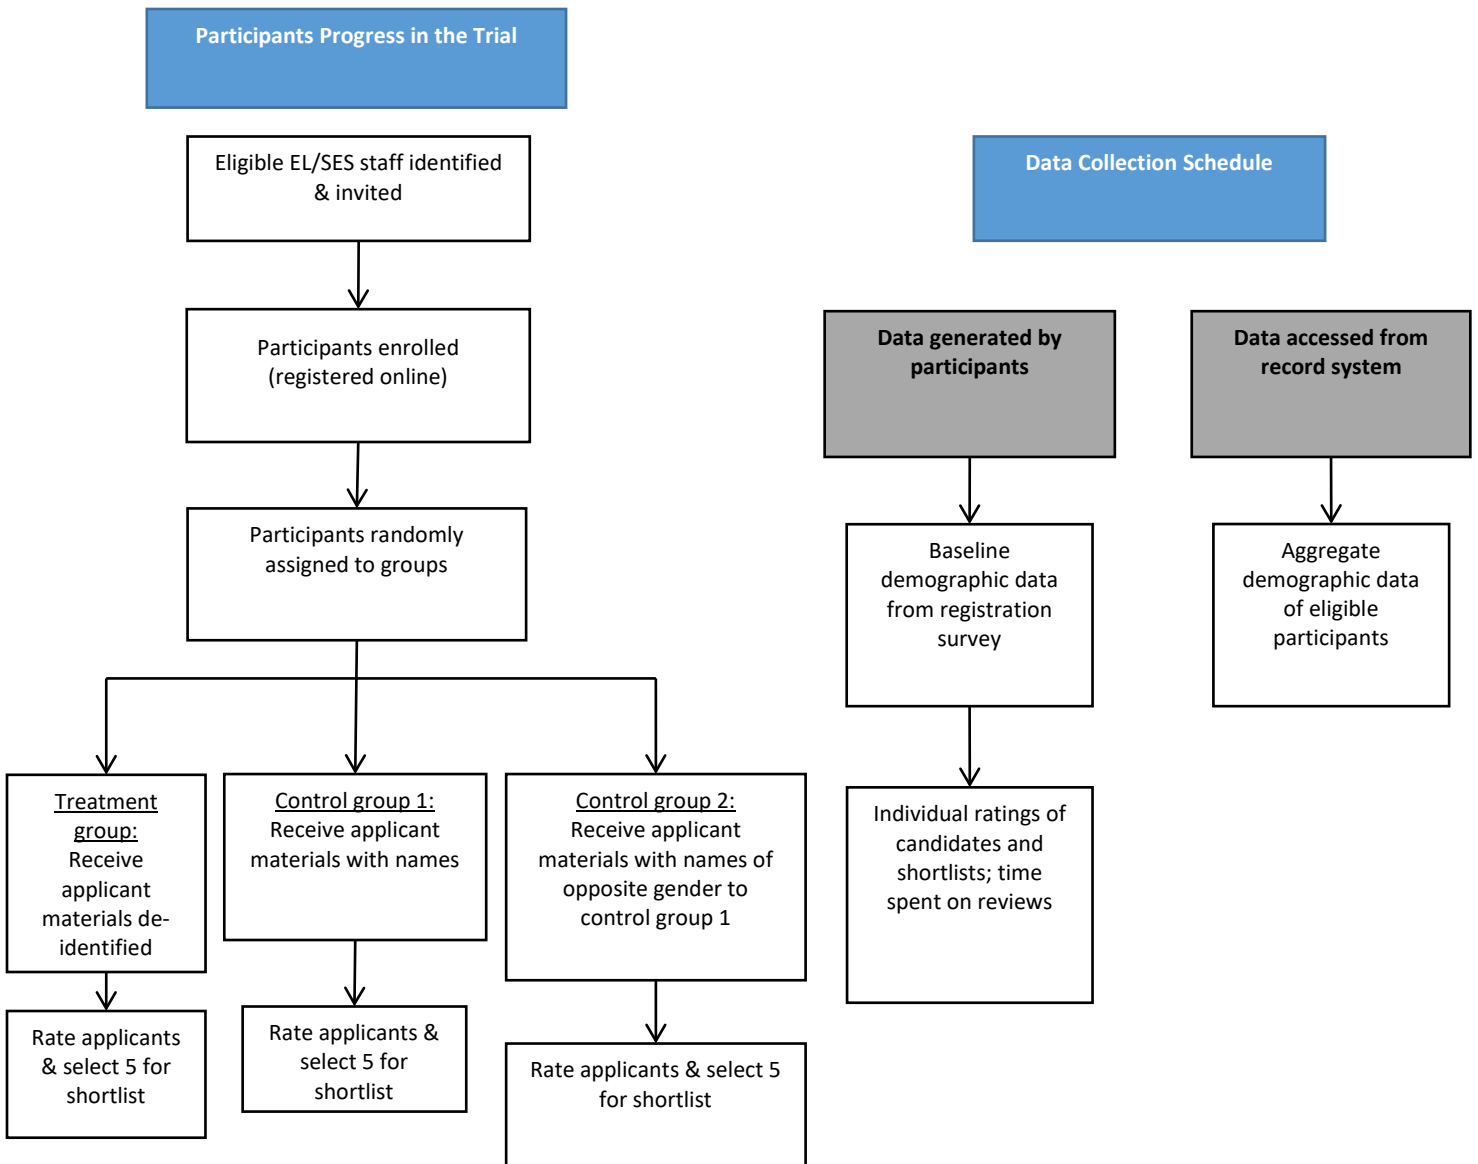 Participants Progress in the Trial
Eligible EL/SES staff identified
& invited
Participants enrolled
(registered online)
Participants randomly
assigned to groups
Treatment
group:
Receive
applicant
materials de-
identified
Rate applicants
& select 5 for
shortlist
Control group 1:
Receive applicant
materials with names
Rate applicants &
select 5 for
shortlist
Control group 2:
Receive applicant
materials with names of
opposite gender to
control group 1
Rate applicants & select 5
for shortlist
Data Collection Schedule
Data generated by
participants
Baseline
demographic data
from registration
survey
Individual ratings of
candidates and
shortlists; time
spent on reviews
Data accessed from
record system
Aggregate
demographic data
of eligible
participants